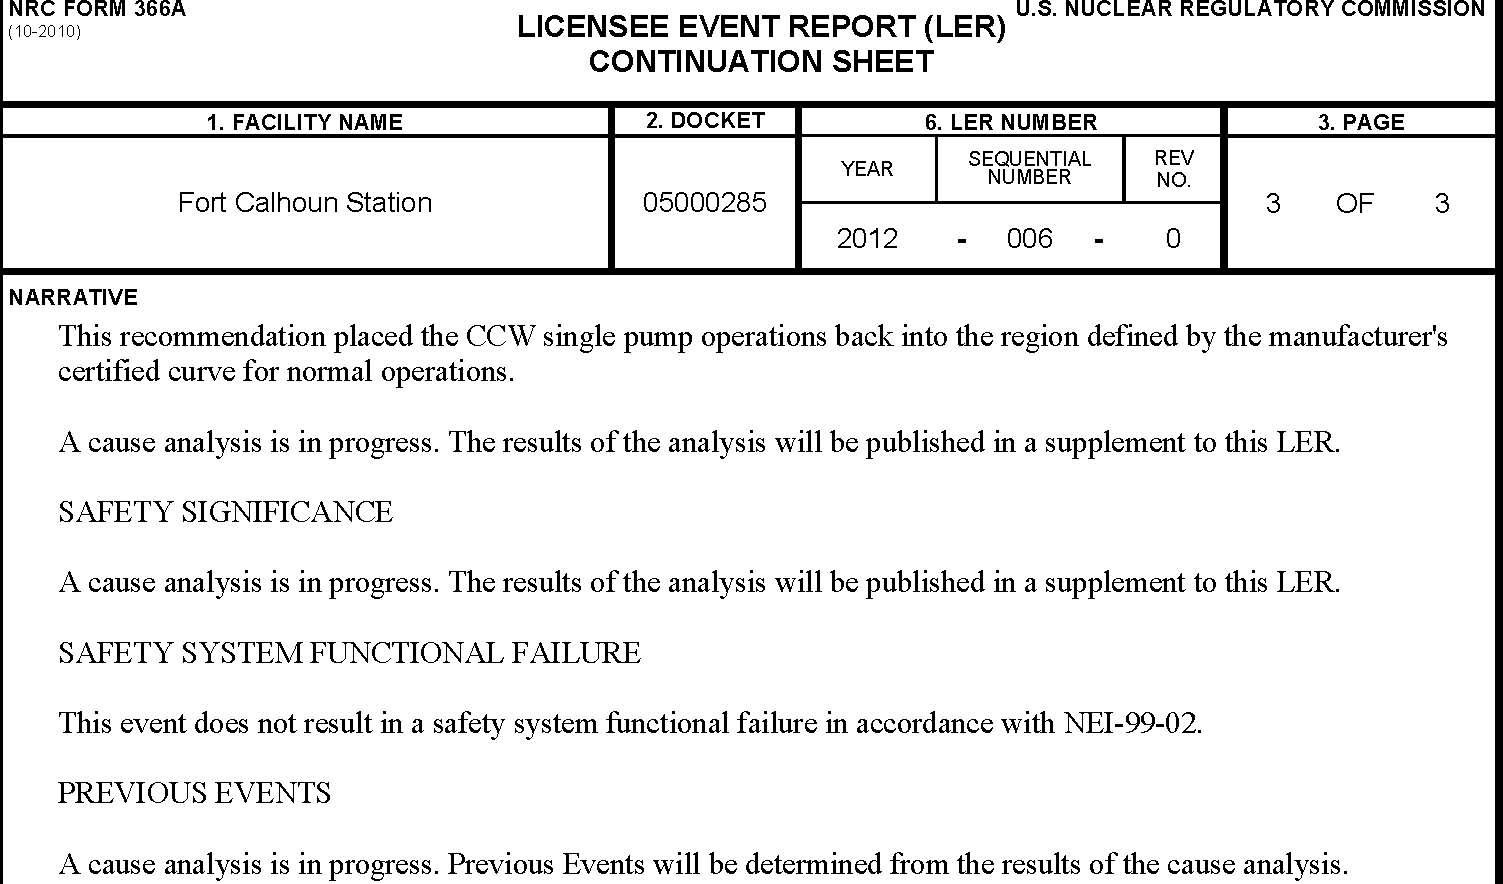 NRC FORM 366A
(10-2010)
U.S. NUCLEAR REGULATORY COMMISSION
LICENSEE EVENT REPORT (LER)
CONTINUATION SHEET
1. FACILITY NAME
2. DOCKET
6. LER NUMBER
3. PAGE
Fort Calhoun Station
05000285
YEAR
SEQUENTIAL
NUMBER
REV
NO.
2012 - 006 - 0
3 OF 3
NARRATIVE
This recommendation placed the CCW single pump operations back into the region defined by the manufacturer's
certified curve for normal operations.
A cause analysis is in progress. The results of the analysis will be published in a supplement to this LER.
SAFETY SIGNIFICANCE
A cause analysis is in progress. The results of the analysis will be published in a supplement to this LER.
SAFETY SYSTEM FUNCTIONAL FAILURE
This event does not result in a safety system functional failure in accordance with NEI-99-02.
PREVIOUS EVENTS
A cause analysis is in progress. Previous Events will be determined from the results of the cause analysis.